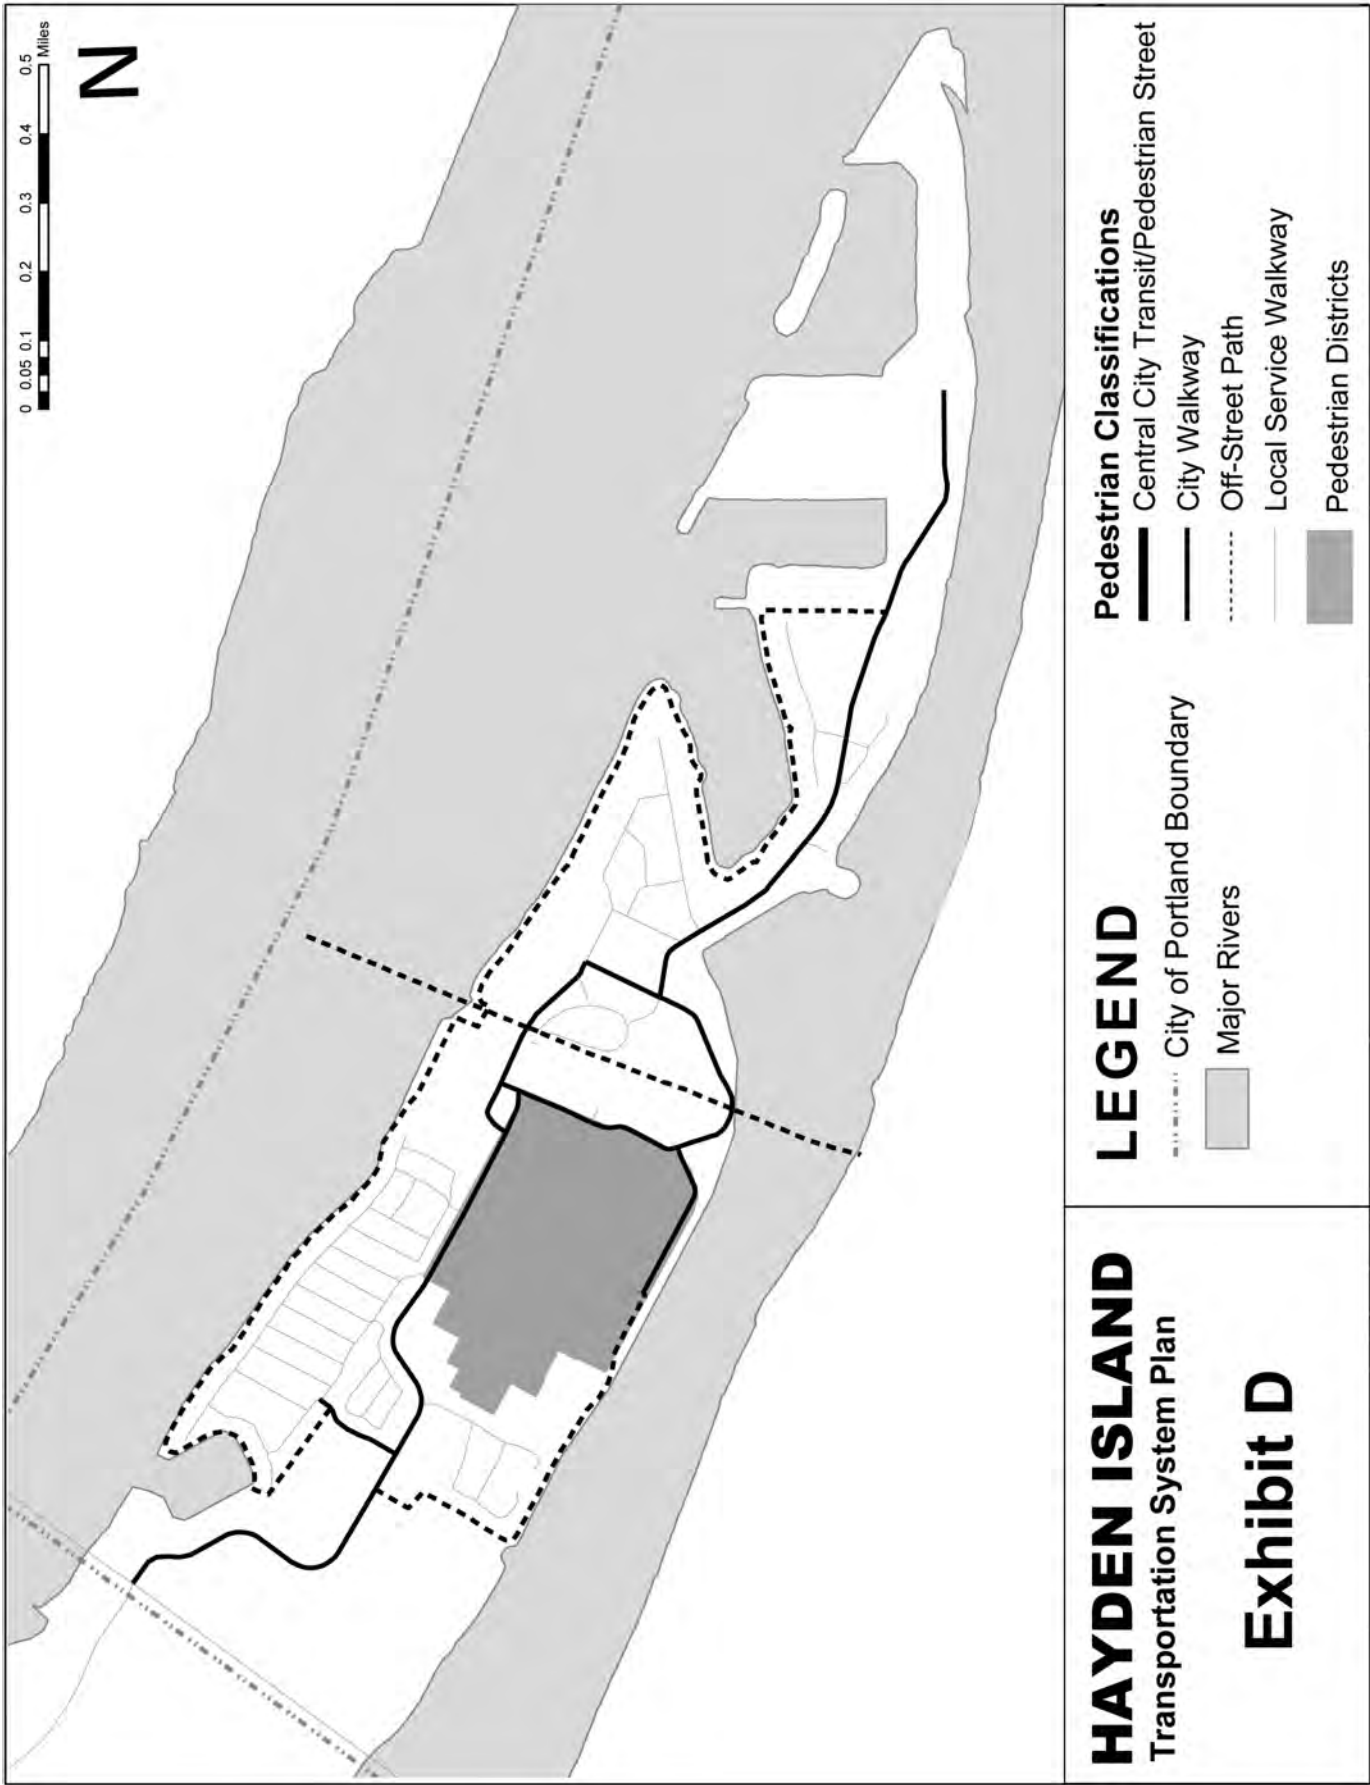 0 0.05 0.1 0.2 0.3 0.4 0.5
Miles
N
HAYDEN ISLAND
Transportation System Plan
Exhibit D
LEGEND
City of Portland Boundary
Major Rivers
Pedestrian Classifications
Central City Transit/Pedestrian Street
City Walkway
Off-Street Path
Local Service Walkway
Pedestrian Districts